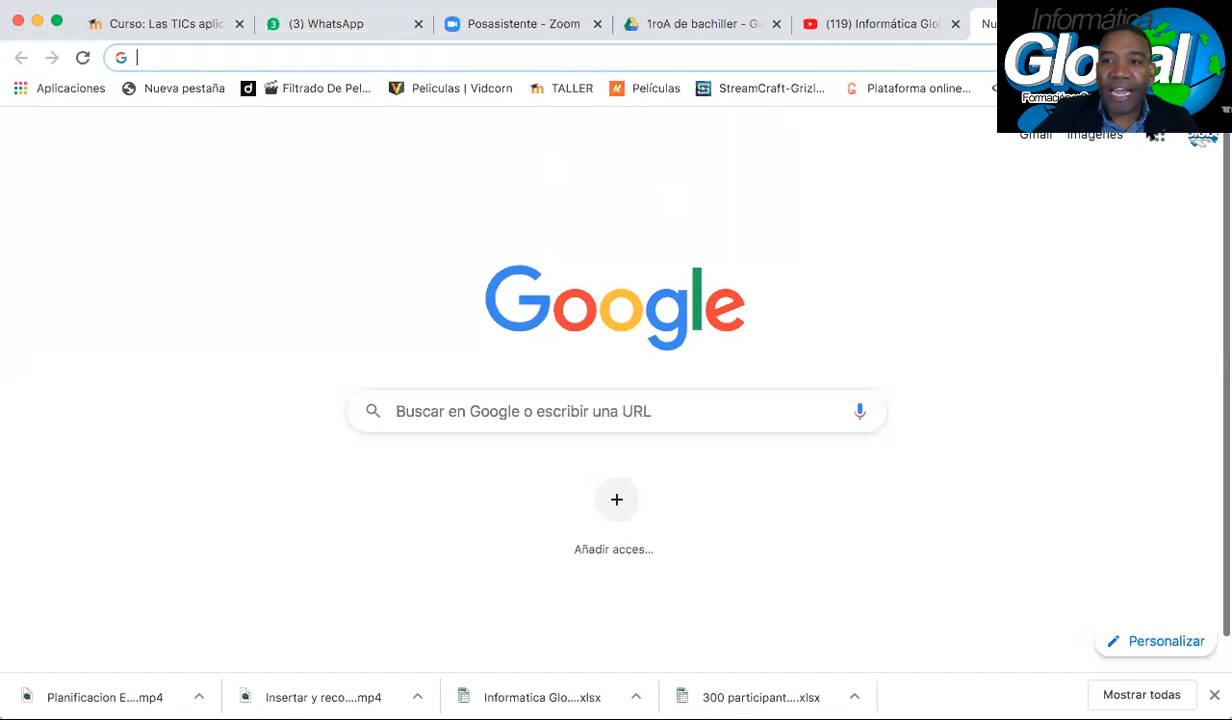 Curso: Las TICs aplic
(3) WhatsApp
Posasistente - Zoom
1roA de bachiller - Go
(119) Informática Glo
Nu
Informática
Global
Aplicaciones
Nueva pestaña
Filtrado De Pel...
Peliculas | Vidcorn
TALLER
Películas
StreamCraft-Grizl...
Plataforma online...
Gmail
Imágenes
Google
Buscar en Google o escribir una URL
Añadir acces...
Personalizar
Planificacion E....mp4
Insertar y reco....mp4
Informatica Glo....xlsx
300 participant....xlsx
Mostrar todas